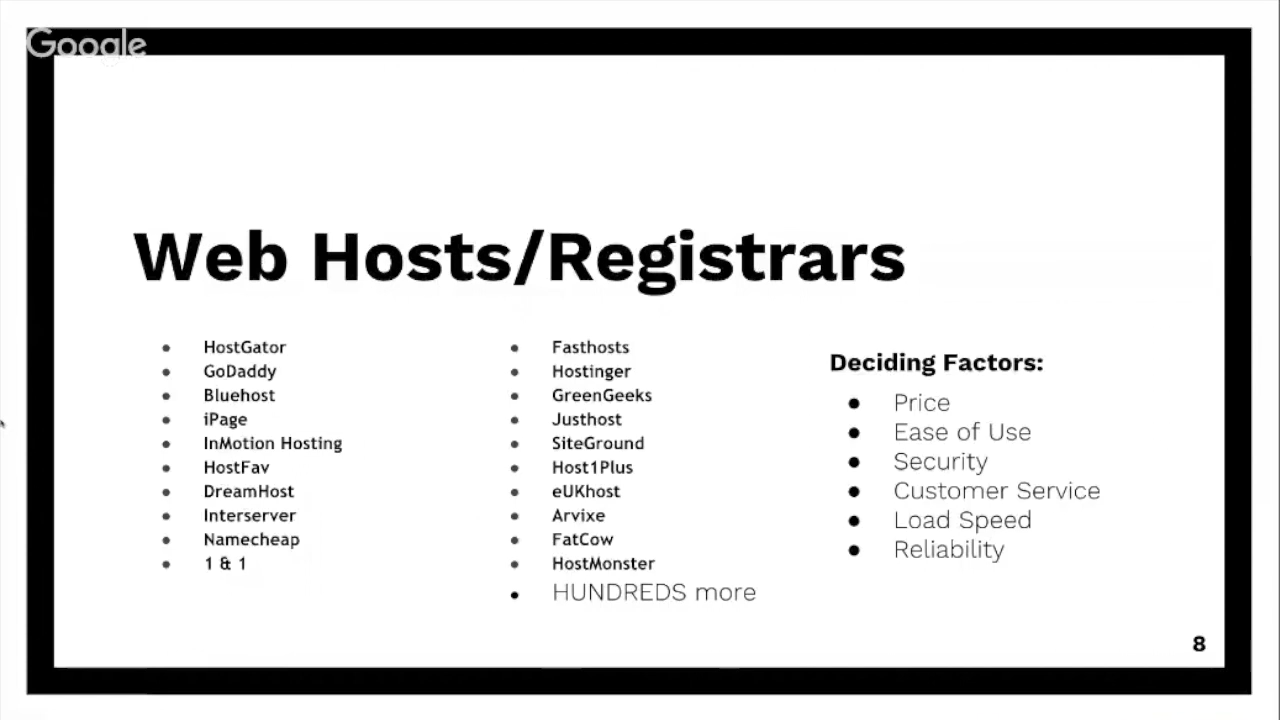 Google
Web Hosts/Registrars
HostGator
GoDaddy
Bluehost
iPage
InMotion Hosting
HostFav
DreamHost
Interserver
Namecheap
1 & 1
Fasthosts
Hostinger
GreenGeeks
Justhost
SiteGround
Host1Plus
eUKhost
Arvixe
FatCow
HostMonster
HUNDREDS more
Deciding Factors:
Price
Ease of Use
Security
Customer Service
Load Speed
Reliability
8